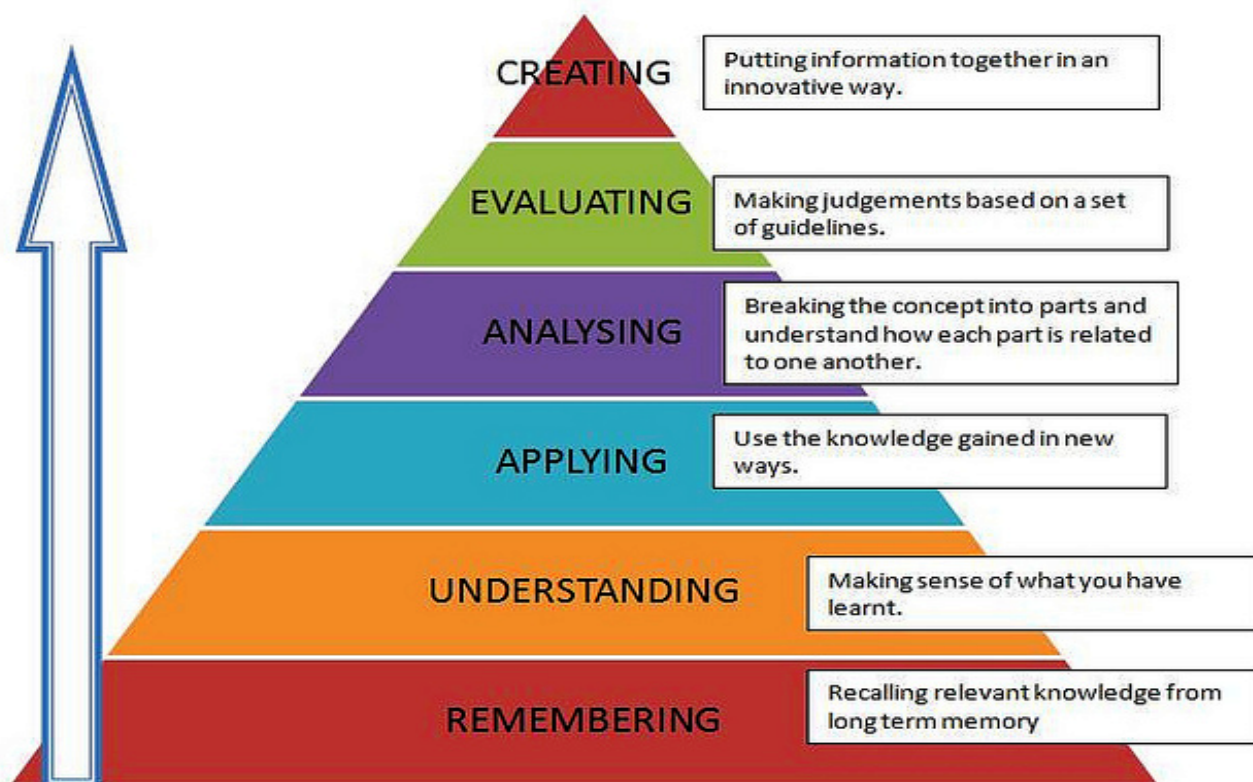 CREATING
Putting information together in an
innovative way.
EVALUATING
Making judgements based on a set
of guidelines.
ANALYSING
Breaking the concept into parts and
understand how each part is related
to one another.
APPLYING
Use the knowledge gained in new
ways.
UNDERSTANDING
Making sense of what you have
learnt.
REMEMBERING
Recalling relevant knowledge from
long term memory